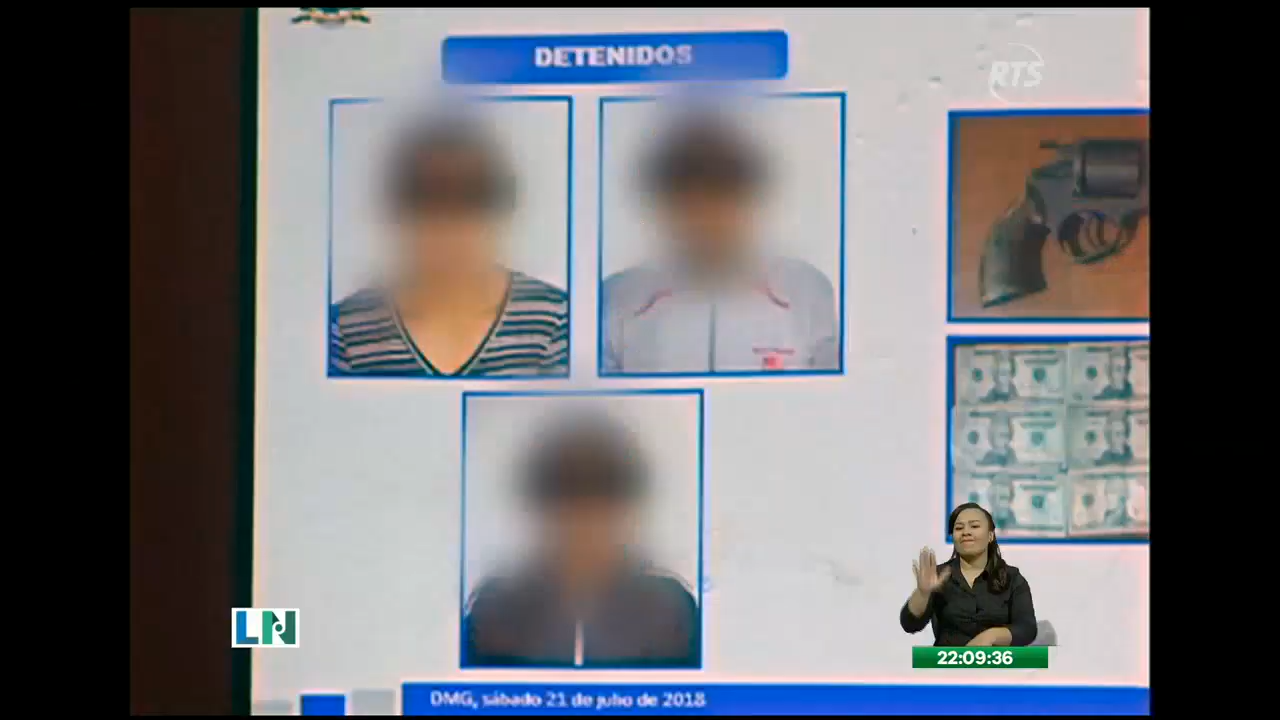 DETENIDOS
RTS
LN
22:09:36
DMG, sábado 21 de julio de 2018